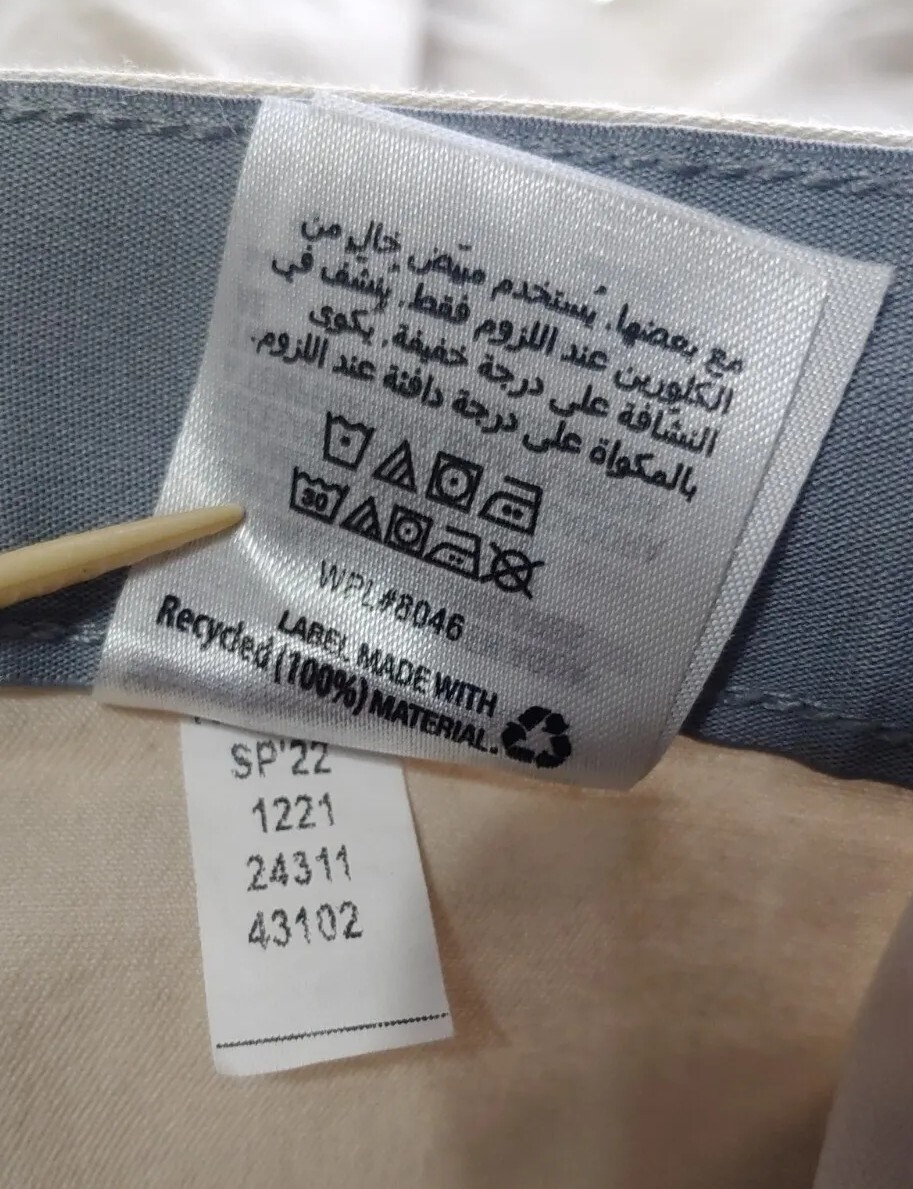 مع بعضها. يُستخدم مبيّض خالٍ من
الكلورين عند اللزوم فقط. يُنشف في
النشافة على درجة خفيفة. يكوى
بالمكواة على درجة دافئة عند اللزوم.
30
WPL#8046
LABEL MADE WITH
Recycled (100%) MATERIAL.
SP'22
1221
24311
43102